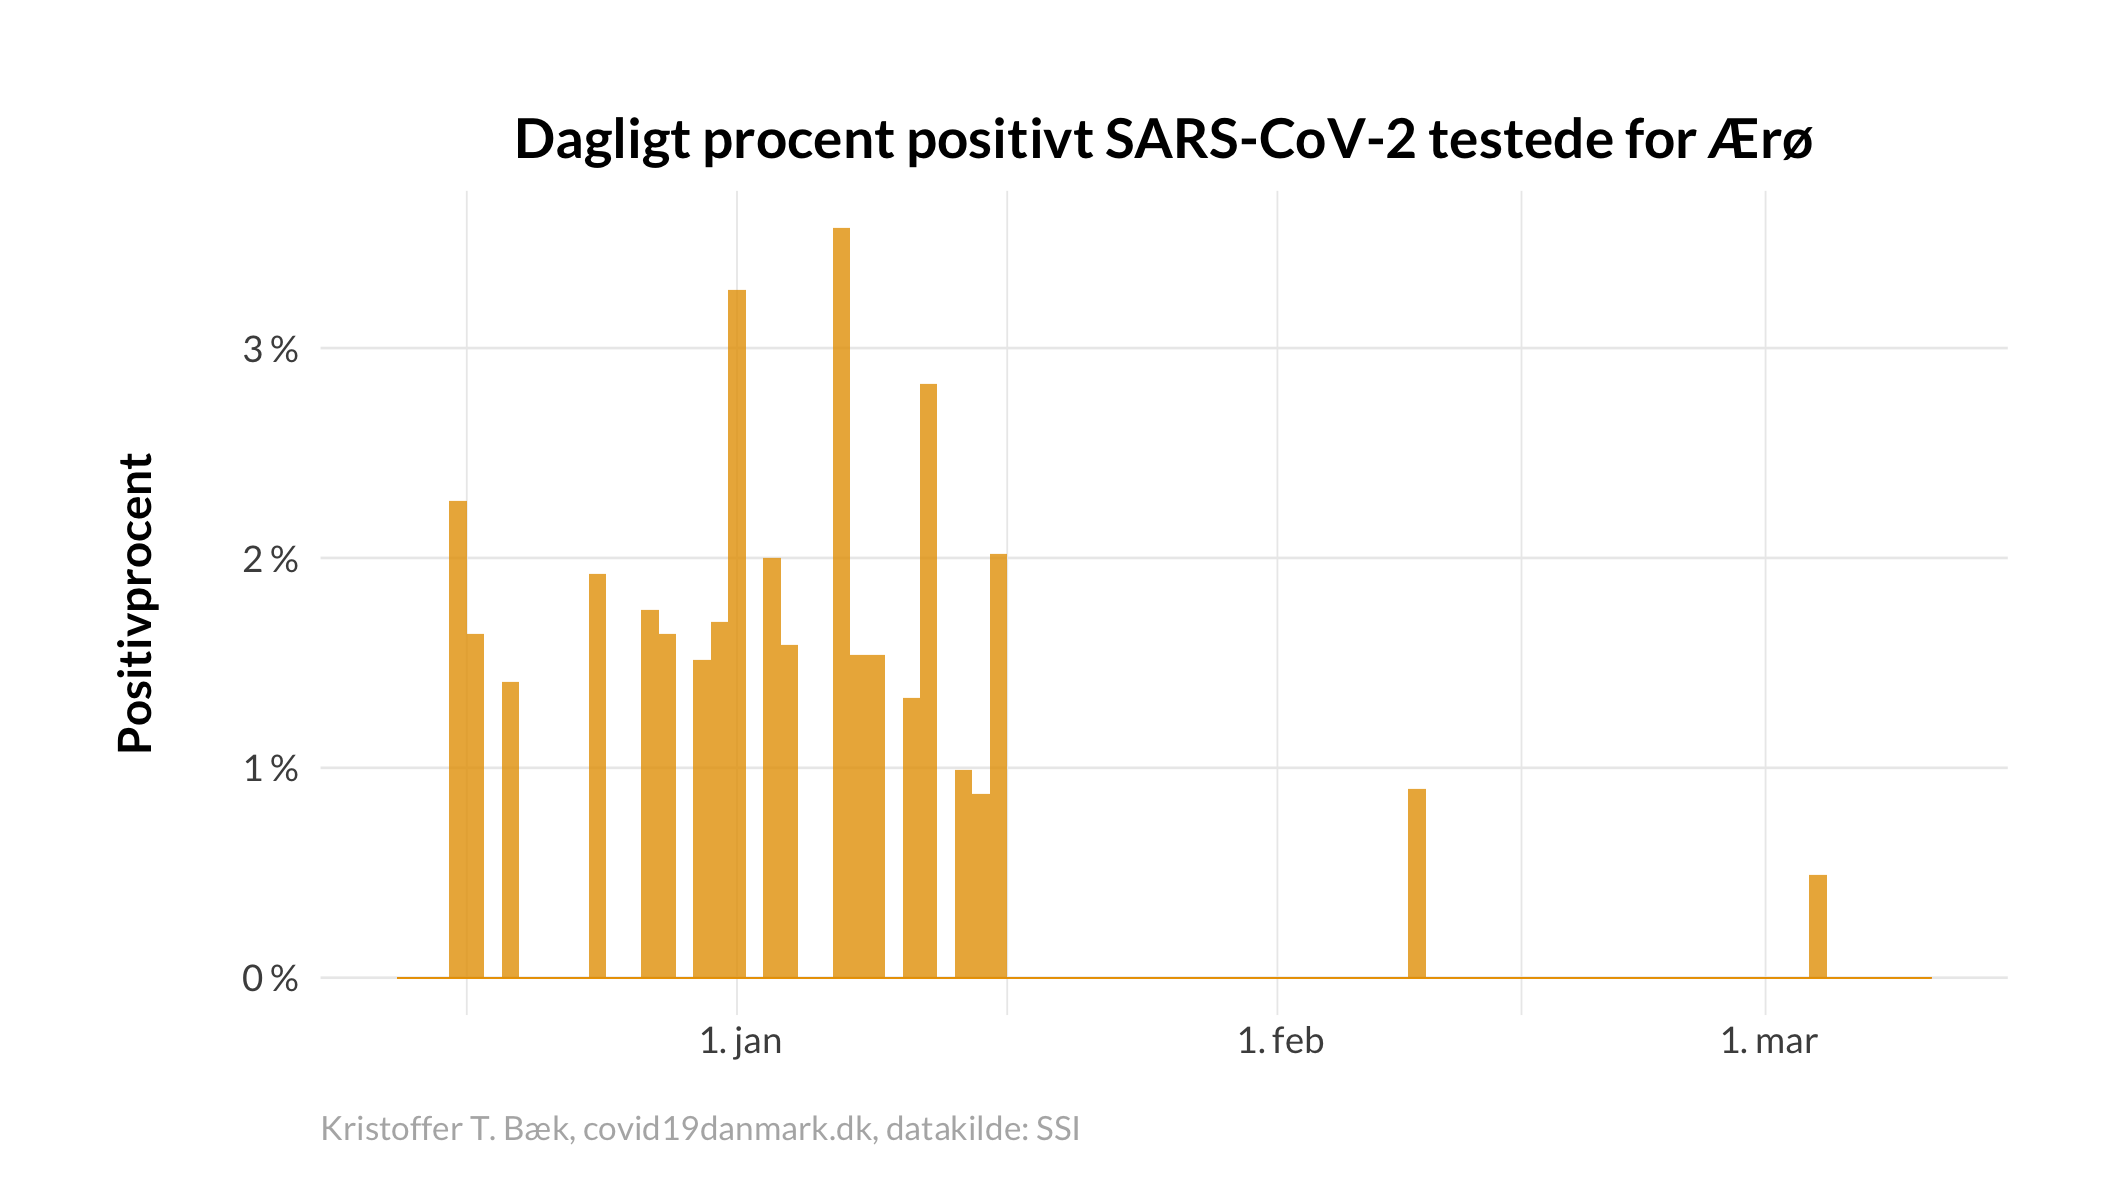 Dagligt procent positivt SARS-CoV-2 testede for Ærø
Positivprocent
3 %
2 %
1 %
0 %
1. jan
1. feb
1. mar
Kristoffer T. Bæk, covid19danmark.dk, datakilde: SSI